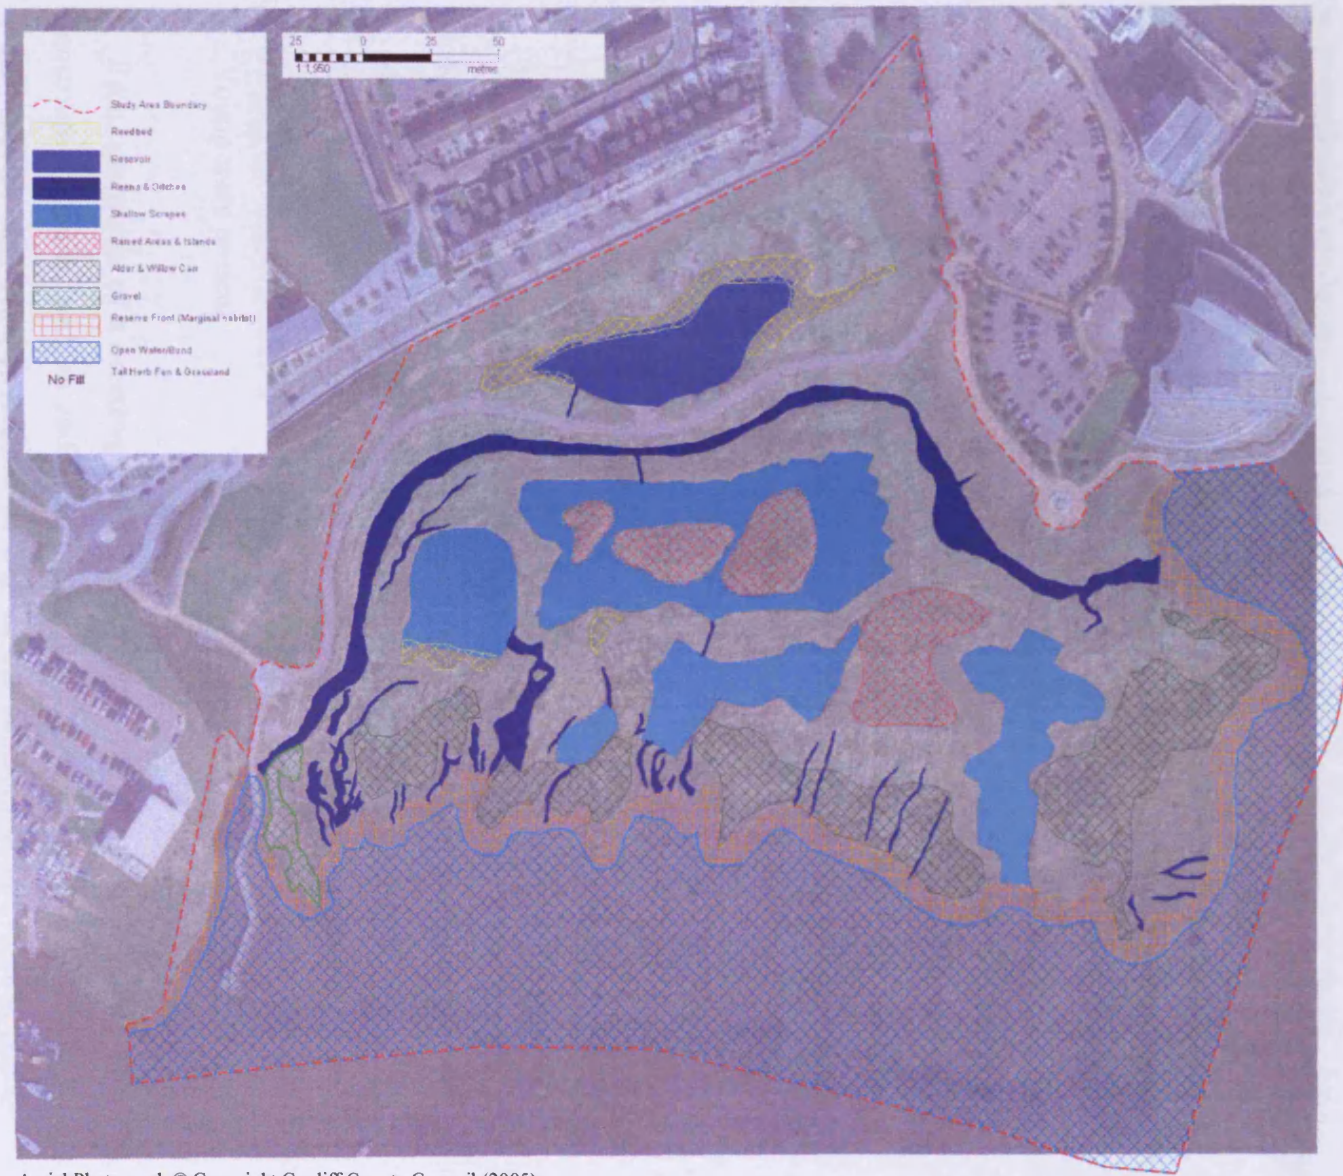 25 0 25 50
1:1,950 metres
Study Area Boundary
Reedbed
Resevoir
Reens & Ditches
Shallow Scrapes
Raised Areas & Islands
Alder & Willow Carr
Gravel
Reserve Front (Marginal Habitat)
Open Water/Bund
No Fill Tall Herb Fen & Grassland
Aerial Photograph © Copyright Cardiff County Council (2005)